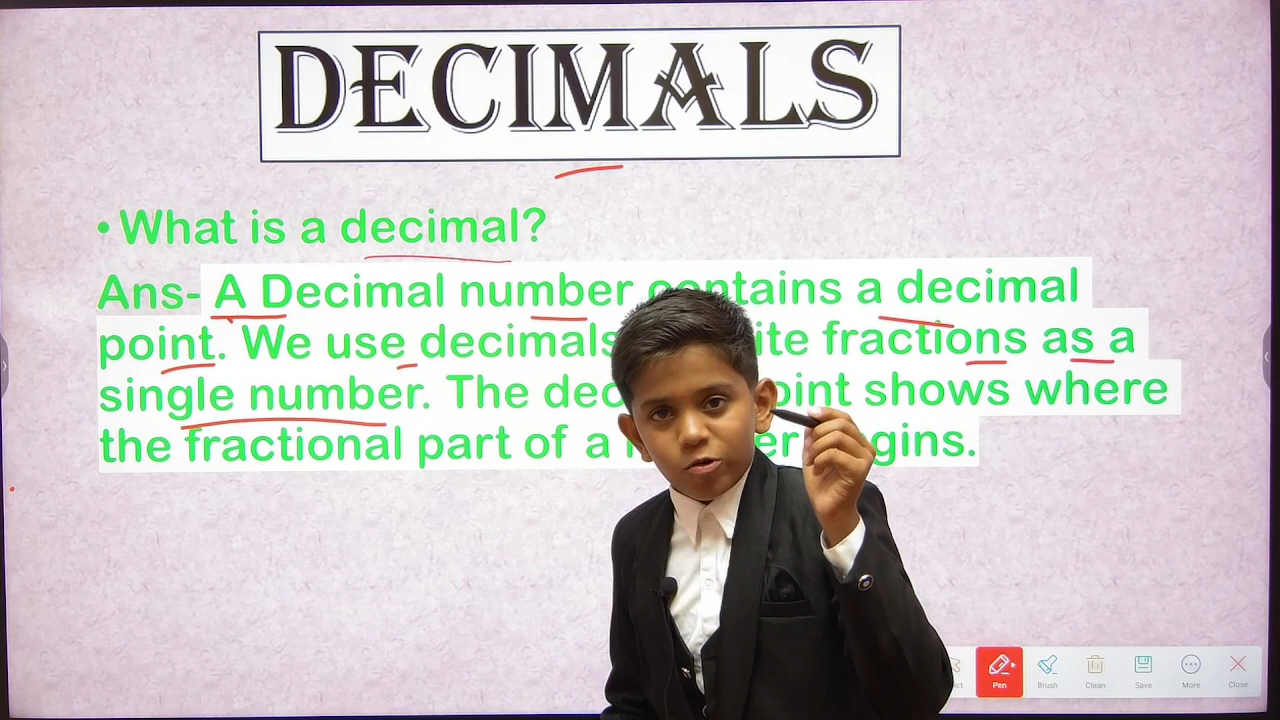 DECIMALS
• What is a decimal?
Ans- A Decimal number contains a decimal
point. We use decimals fractions as a
single number. The point shows where
the fractional part of a
Pen
Brush
Clean
Save
More
Close